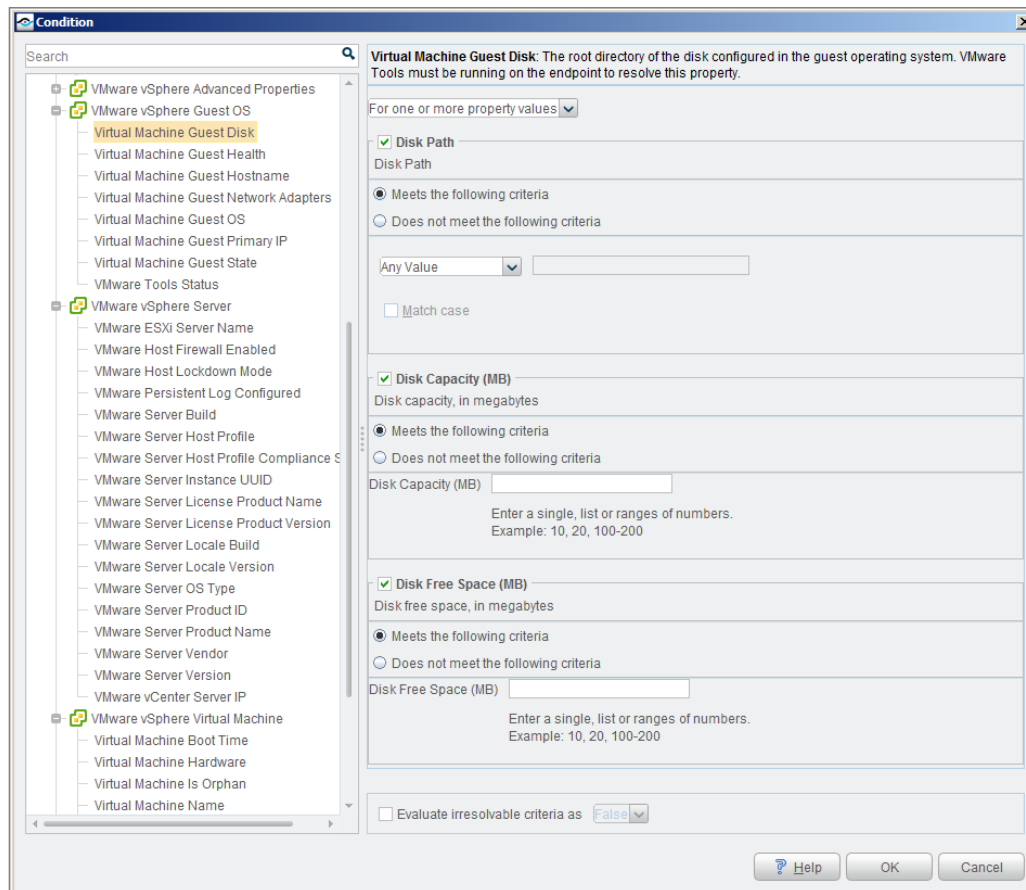 Condition
Search
VMware vSphere Advanced Properties
VMware vSphere Guest OS
Virtual Machine Guest Disk
Virtual Machine Guest Health
Virtual Machine Guest Hostname
Virtual Machine Guest Network Adapters
Virtual Machine Guest OS
Virtual Machine Guest Primary IP
Virtual Machine Guest State
VMware Tools Status
VMware vSphere Server
VMware ESXi Server Name
VMware Host Firewall Enabled
VMware Host Lockdown Mode
VMware Persistent Log Configured
VMware Server Build
VMware Server Host Profile
VMware Server Host Profile Compliance S
VMware Server Instance UUID
VMware Server License Product Name
VMware Server License Product Version
VMware Server Locale Build
VMware Server Locale Version
VMware Server OS Type
VMware Server Product ID
VMware Server Product Name
VMware Server Vendor
VMware Server Version
VMware vCenter Server IP
VMware vSphere Virtual Machine
Virtual Machine Boot Time
Virtual Machine Hardware
Virtual Machine Is Orphan
Virtual Machine Name
Virtual Machine Guest Disk: The root directory of the disk configured in the guest operating system. VMware
Tools must be running on the endpoint to resolve this property.
For one or more property values
Disk Path
Disk Path
Meets the following criteria
Does not meet the following criteria
Any Value
Match case
Disk Capacity (MB)
Disk capacity, in megabytes
Meets the following criteria
Does not meet the following criteria
Disk Capacity (MB)
Enter a single, list or ranges of numbers.
Example: 10, 20, 100-200
Disk Free Space (MB)
Disk free space, in megabytes
Meets the following criteria
Does not meet the following criteria
Disk Free Space (MB)
Enter a single, list or ranges of numbers.
Example: 10, 20, 100-200
Evaluate irresolvable criteria as False
Help OK Cancel